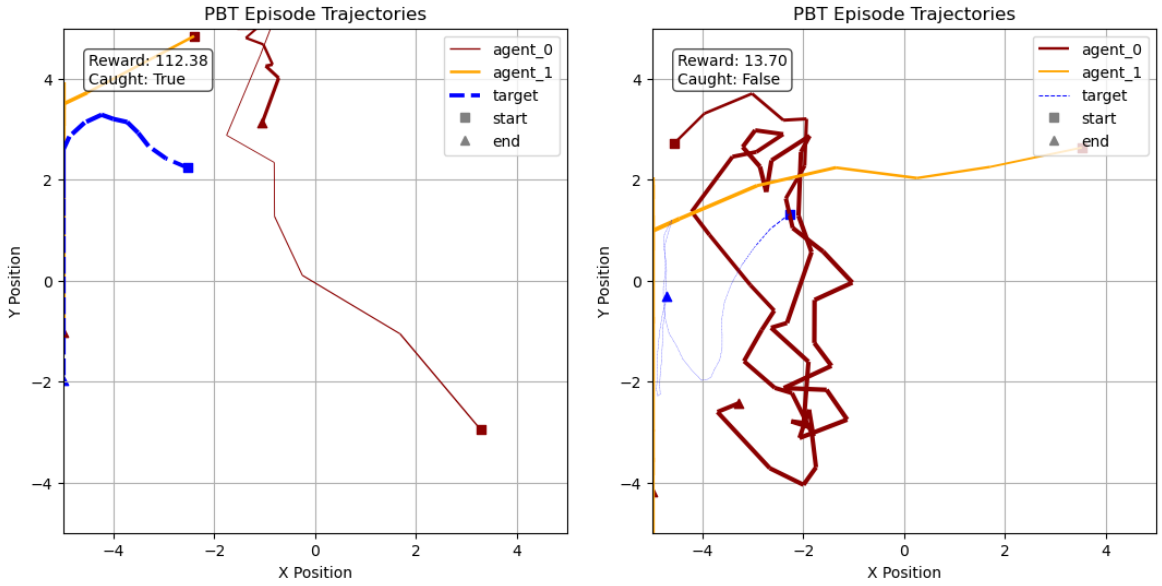 PBT Episode Trajectories
Reward: 112.38
Caught: True
agent_0
agent_1
target
start
end
4
2
0
−2
−4
Y Position
−4
−2
0
2
4
X Position
PBT Episode Trajectories
Reward: 13.70
Caught: False
agent_0
agent_1
target
start
end
4
2
0
−2
−4
Y Position
−4
−2
0
2
4
X Position